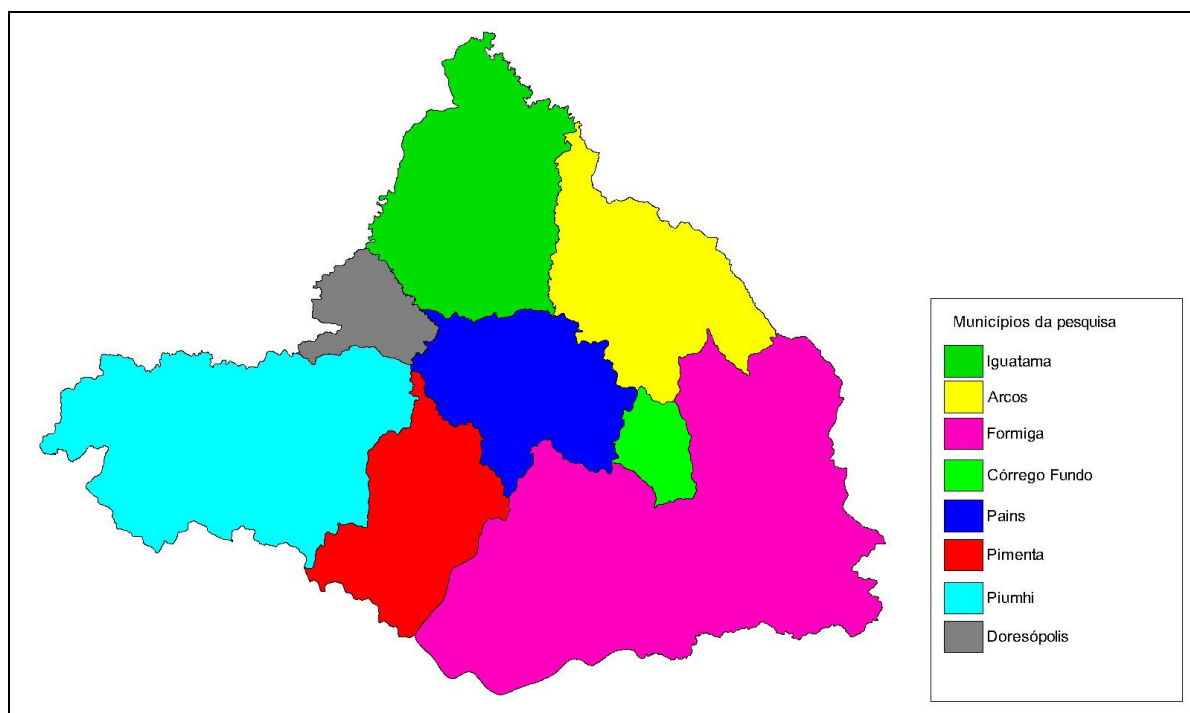 Municípios da pesquisa
Iguatama
Arcos
Formiga
Córrego Fundo
Pains
Pimenta
Piumhi
Doresópolis